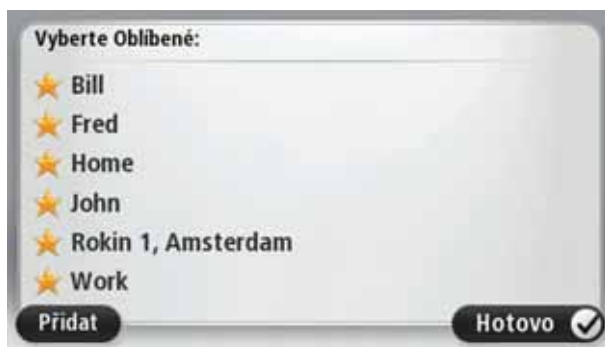 Vyberte Oblíbené:
Bill
Fred
Home
John
Rokin 1, Amsterdam
Work
Přidat
Hotovo